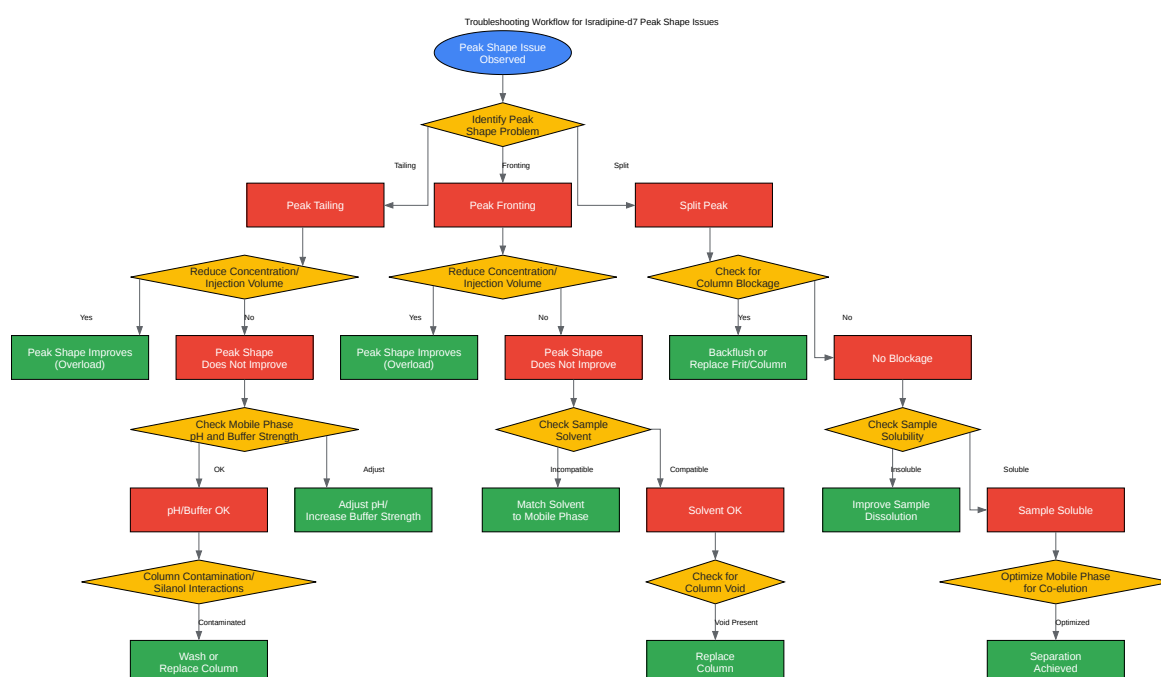 Troubleshooting Workflow for Isradipine-d7 Peak Shape Issues
Peak Shape Issue
Observed
Identify Peak
Shape Problem
Tailing
Fronting
Split
Peak Tailing
Peak Fronting
Split Peak
Reduce Concentration/
Injection Volume
Reduce Concentration/
Injection Volume
Check for
Column Blockage
Yes
No
Yes
No
Yes
No
Peak Shape Improves
(Overload)
Peak Shape
Does Not Improve
Peak Shape Improves
(Overload)
Peak Shape
Does Not Improve
Backflush or
Replace Frit/Column
No Blockage
Check Mobile Phase
pH and Buffer Strength
Check Sample
Solvent
Check Sample
Solubility
OK
Adjust
Incompatible
Compatible
Insoluble
Soluble
pH/Buffer OK
Adjust pH/
Increase Buffer Strength
Match Solvent
to Mobile Phase
Solvent OK
Improve Sample
Dissolution
Sample Soluble
Column Contamination/
Silanol Interactions
Check for
Column Void
Optimize Mobile Phase
for Co-elution
Contaminated
Void Present
Optimized
Wash or
Replace Column
Replace
Column
Separation
Achieved